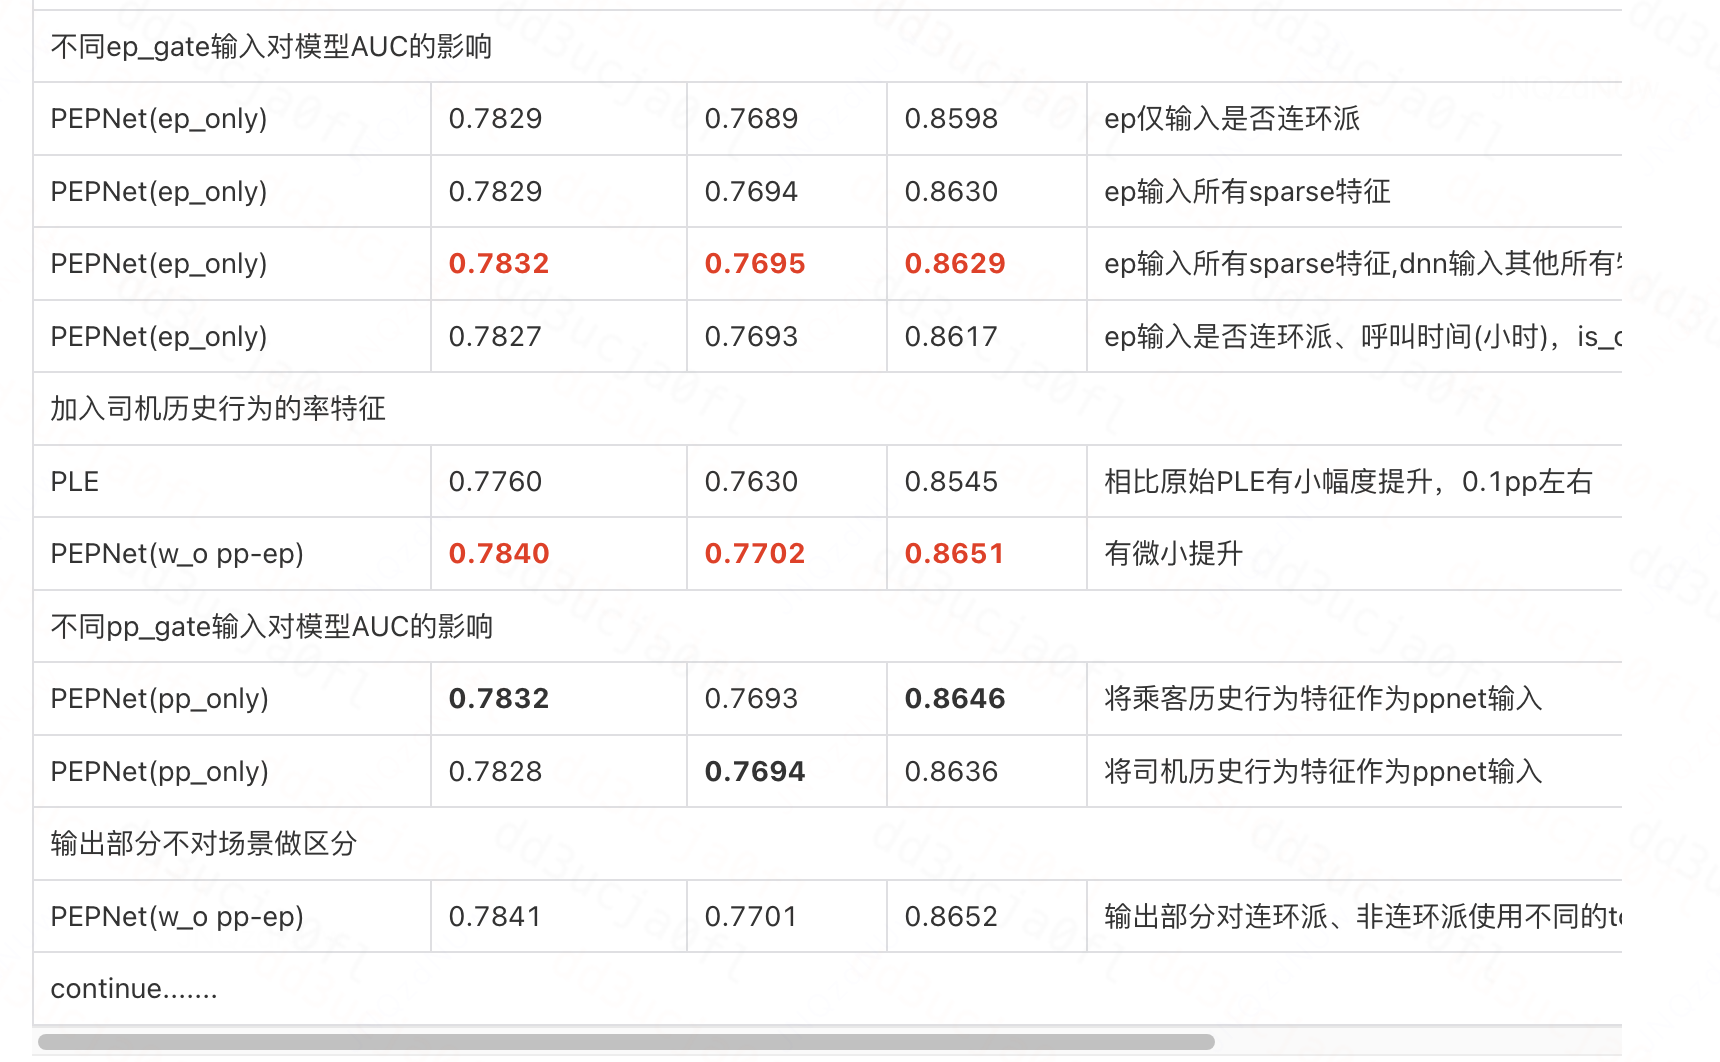 不同ep_gate输入对模型AUC的影响
PEPNet(ep_only) 0.7829 0.7689 0.8598 ep仅输入是否连环派
PEPNet(ep_only) 0.7829 0.7694 0.8630 ep输入所有sparse特征
PEPNet(ep_only) 0.7832 0.7695 0.8629 ep输入所有sparse特征,dnn输入其他所有
PEPNet(ep_only) 0.7827 0.7693 0.8617 ep输入是否连环派、呼叫时间(小时)，is_
加入司机历史行为的率特征
PLE 0.7760 0.7630 0.8545 相比原始PLE有小幅度提升，0.1pp左右
PEPNet(w_o pp-ep) 0.7840 0.7702 0.8651 有微小提升
不同pp_gate输入对模型AUC的影响
PEPNet(pp_only) 0.7832 0.7693 0.8646 将乘客历史行为特征作为ppnet输入
PEPNet(pp_only) 0.7828 0.7694 0.8636 将司机历史行为特征作为ppnet输入
输出部分不对场景做区分
PEPNet(w_o pp-ep) 0.7841 0.7701 0.8652 输出部分对连环派、非连环派使用不同的t
continue.......